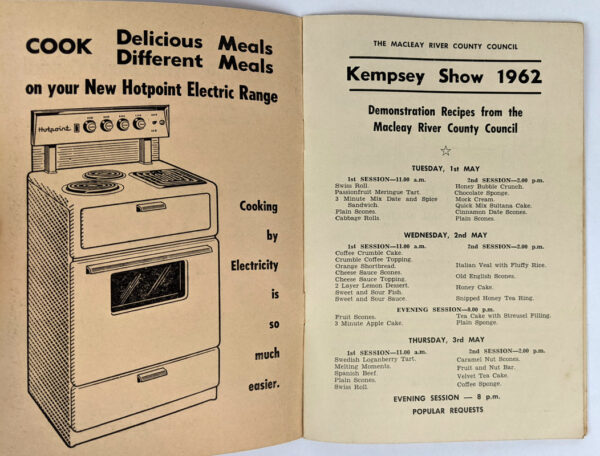 COOK Delicious Meals
Different Meals
on your New Hotpoint Electric Range
Hotpoint
Cooking
by
Electricity
is
so
much
easier.
THE MACLEAY RIVER COUNTY COUNCIL
Kempsey Show 1962
Demonstration Recipes from the
Macleay River County Council
☆
TUESDAY, 1st MAY
1st SESSION—11.00 a.m.
Swiss Roll.
Passionfruit Meringue Tart.
3 Minute Mix Date and Spice
Sandwich.
Plain Scones.
Cabbage Rolls.
2nd SESSION—2.00 p.m.
Honey Bubble Crunch.
Chocolate Sponge.
Mock Cream.
Quick Mix Sultana Cake.
Cinnamon Date Scones.
Plain Scones.
WEDNESDAY, 2nd MAY
1st SESSION—11.00 a.m.
Coffee Crumble Cake.
Crumble Coffee Topping.
Orange Shortbread.
Cheese Sauce Scones.
Cheese Sauce Topping.
2 Layer Lemon Dessert.
Sweet and Sour Fish.
Sweet and Sour Sauce.
2nd SESSION—2.00 p.m.
Italian Veal with Fluffy Rice.
Old English Scones.
Honey Cake.
Snipped Honey Tea Ring.
EVENING SESSION—8.00 p.m.
Fruit Scones.
3 Minute Apple Cake.
Tea Cake with Streusel Filling.
Plain Sponge.
THURSDAY, 3rd MAY
1st SESSION—11.00 a.m.
Swedish Loganberry Tart.
Melting Moments.
Spanish Beef.
Plain Scones.
Swiss Roll.
2nd SESSION—2.00 p.m.
Caramel Nut Scones.
Fruit and Nut Bar.
Velvet Tea Cake.
Coffee Sponge.
EVENING SESSION — 8 p.m.
POPULAR REQUESTS